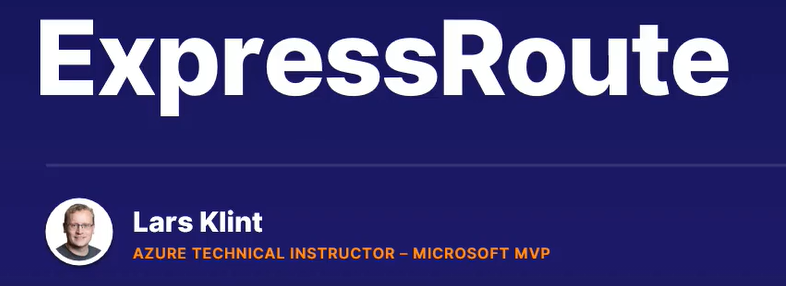 ExpressRoute
Lars Klint
AZURE TECHNICAL INSTRUCTOR – MICROSOFT MVP